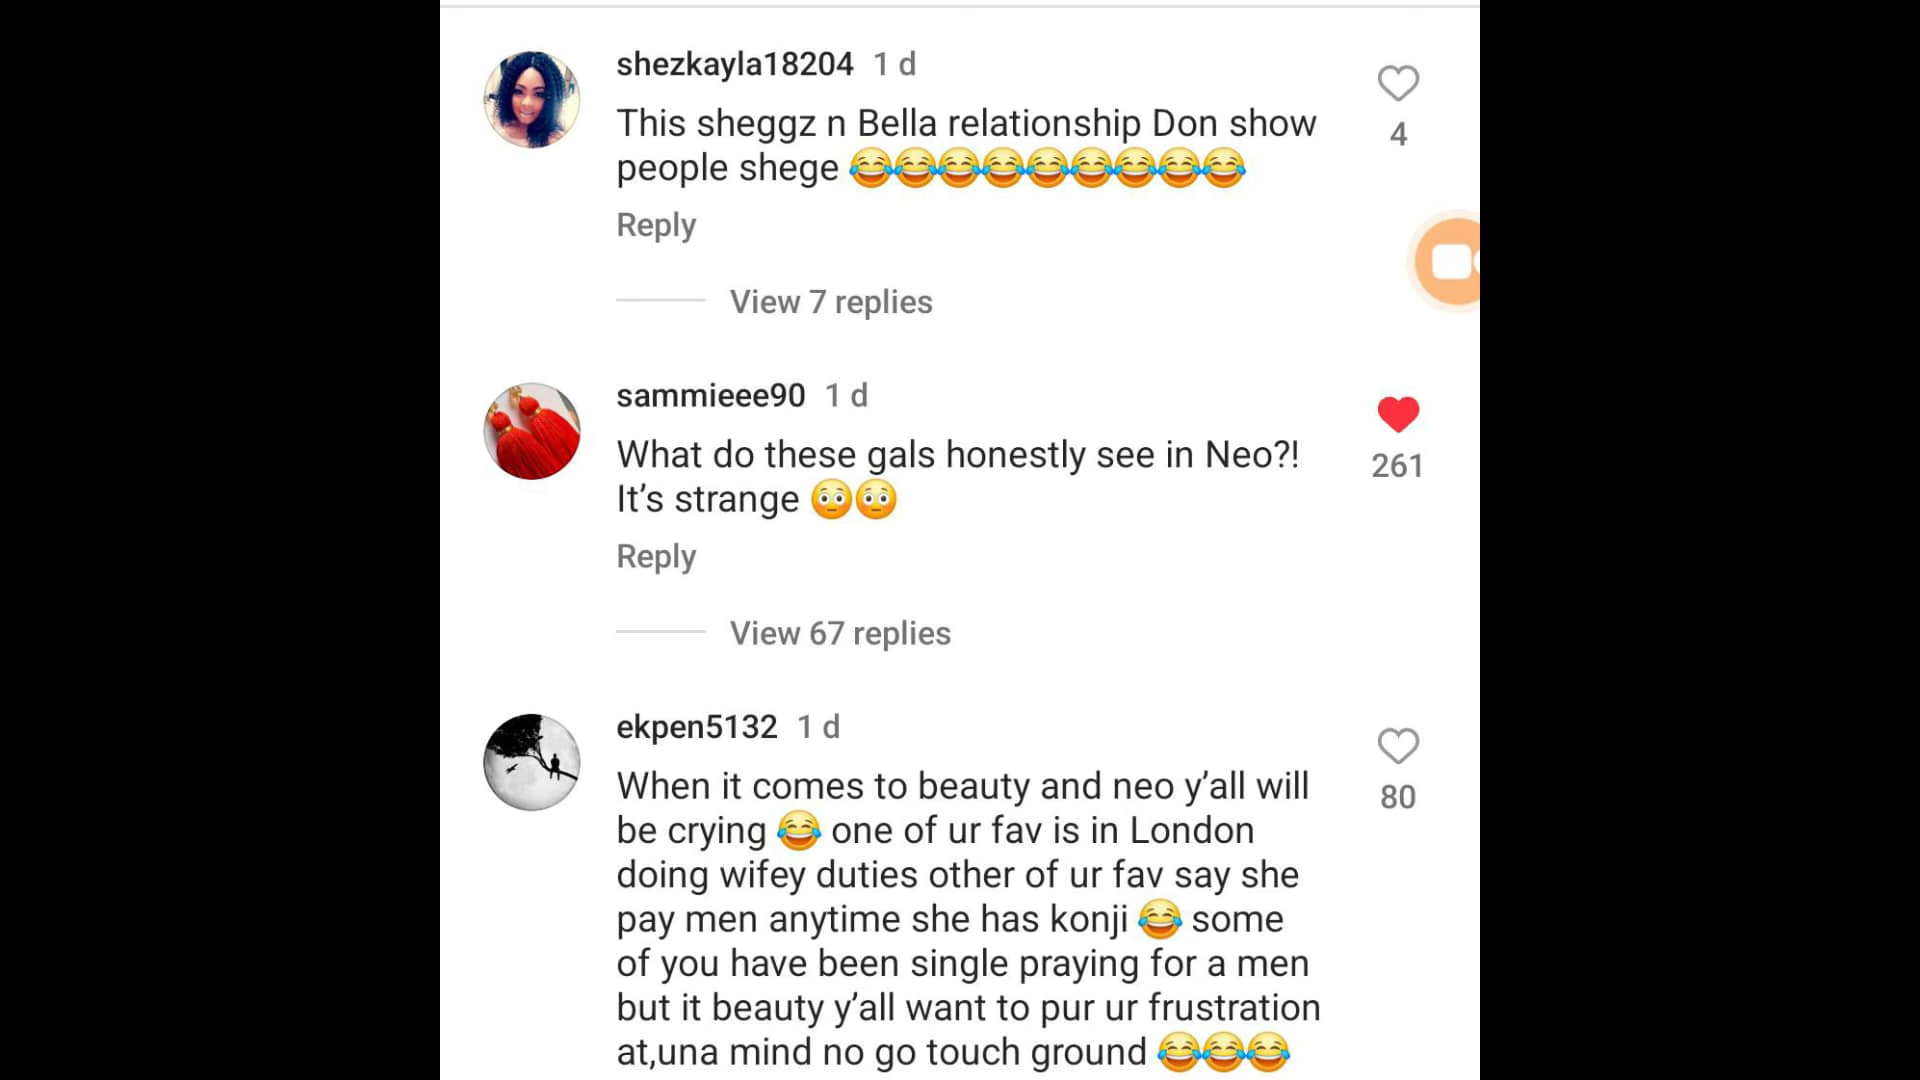 shezkayla18204 1 d
This sheggz n Bella relationship Don show
people shege 😂😂😂😂😂😂😂😂😂
4
Reply
View 7 replies
sammieee90 1 d
What do these gals honestly see in Neo?!
It's strange 😳😳
261
Reply
View 67 replies
ekpen5132 1 d
When it comes to beauty and neo y'all will
be crying 😂 one of ur fav is in London
doing wifey duties other of ur fav say she
pay men anytime she has konji 😂 some
of you have been single praying for a men
but it beauty y'all want to pur ur frustration
at,una mind no go touch ground 😂😂😂
80